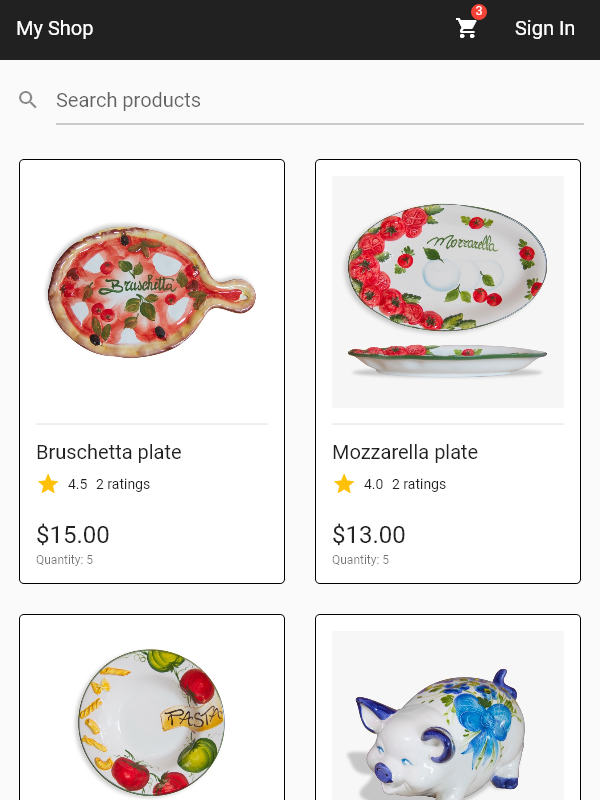 My Shop
3
Sign In
Search products
Bruschetta
Mozzarella
Bruschetta plate
Mozzarella plate
4.5 2 ratings
4.0 2 ratings
$15.00
$13.00
Quantity: 5
Quantity: 5
PASTA